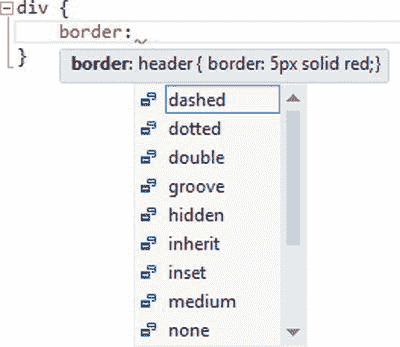 div {
border:
}
border: header { border: 5px solid red;}
dashed
dotted
double
groove
hidden
inherit
inset
medium
none